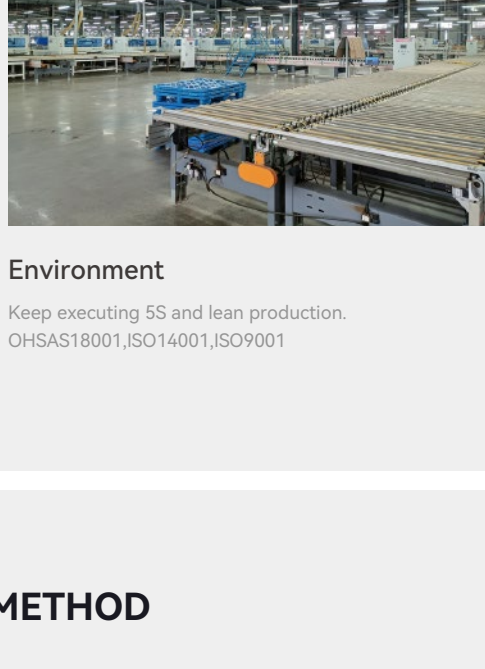 Environment
Keep executing 5S and lean production.
OHSAS18001,ISO14001,ISO9001
METHOD